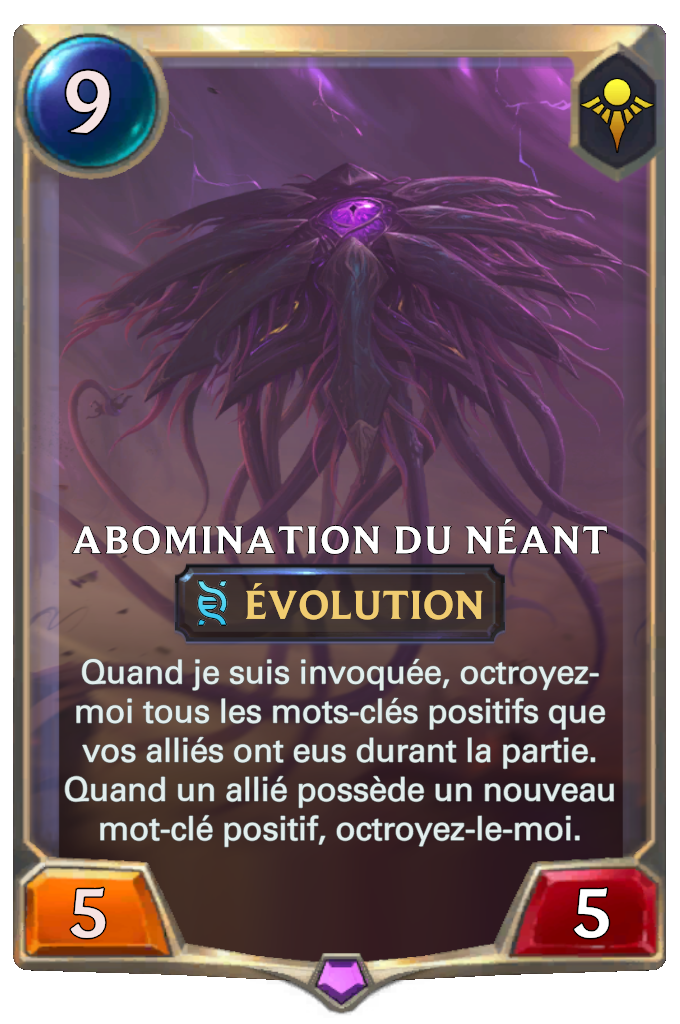 9
ABOMINATION DU NÉANT
ÉVOLUTION
Quand je suis invoquée, octroyez-
moi tous les mots-clés positifs que
vos alliés ont eus durant la partie.
Quand un allié possède un nouveau
mot-clé positif, octroyez-le-moi.
5
5